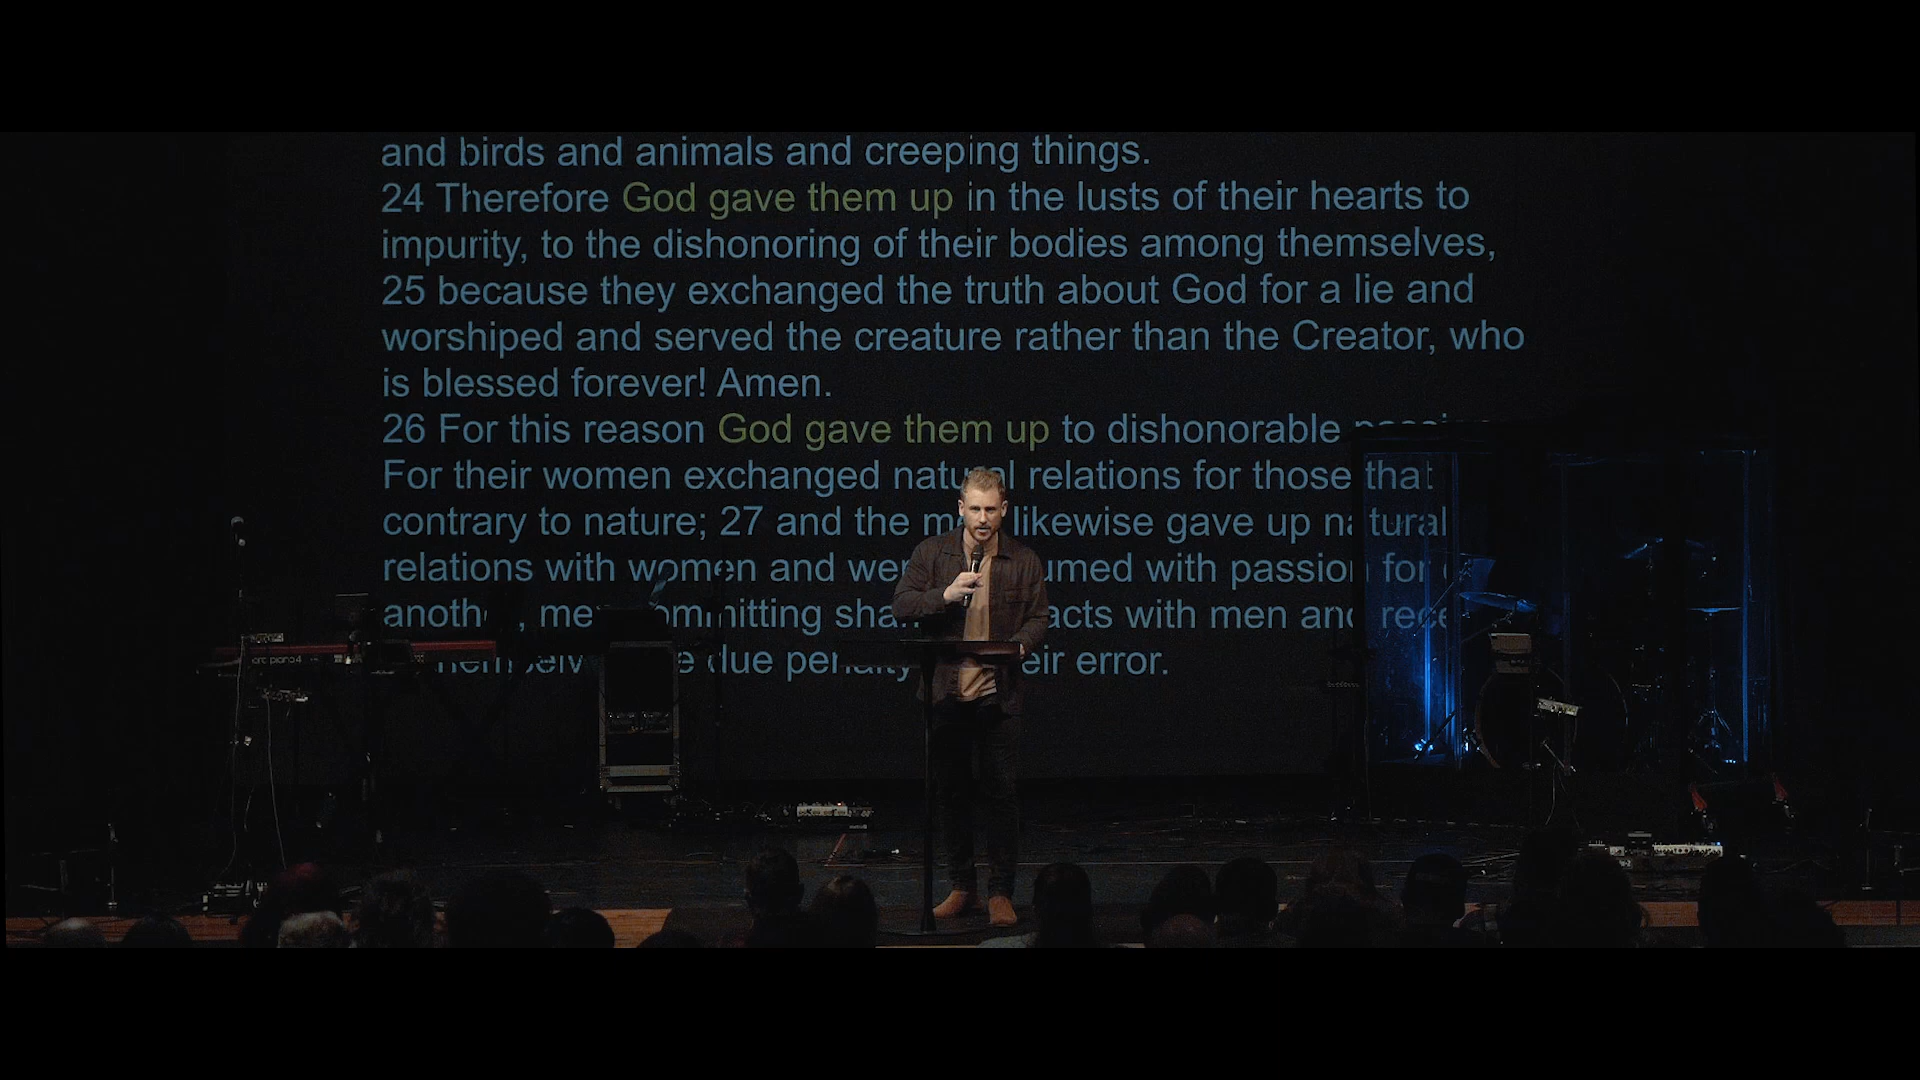 and birds and animals and creeping things.
24 Therefore God gave them up in the lusts of their hearts to
impurity, to the dishonoring of their bodies among themselves,
25 because they exchanged the truth about God for a lie and
worshiped and served the creature rather than the Creator, who
is blessed forever! Amen.
26 For this reason God gave them up to dishonorable
For their women exchanged natural relations for those that
contrary to nature; 27 and the men likewise gave up natural
relations with women and with passion for
committing acts with men and
due penalty error.